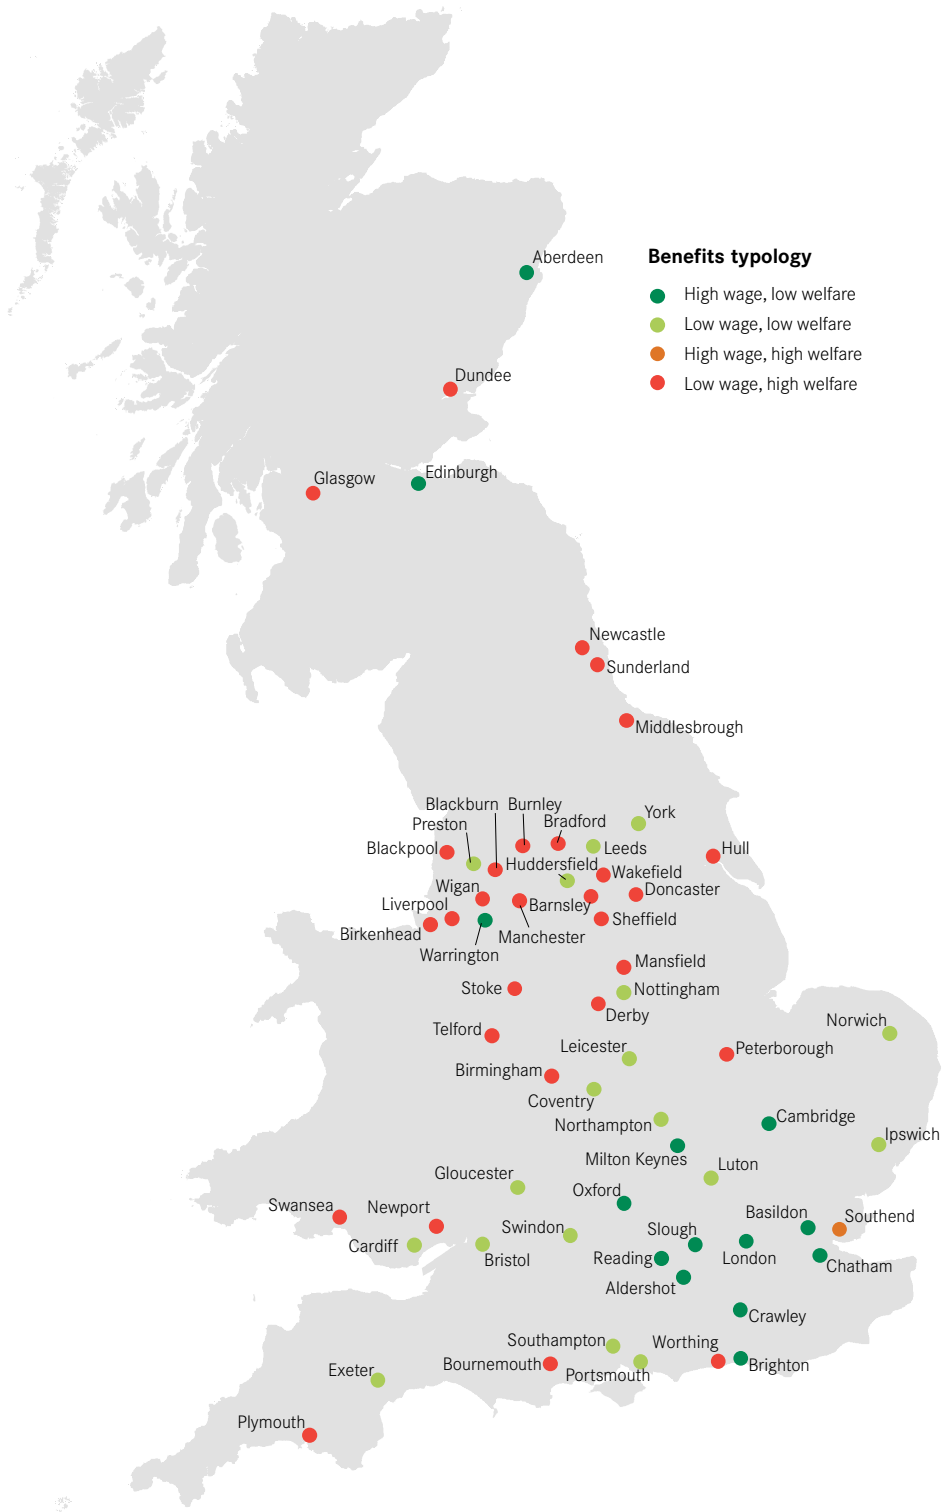 Aberdeen
Benefits typology
High wage, low welfare
Low wage, low welfare
High wage, high welfare
Low wage, high welfare
Dundee
Edinburgh
Glasgow
Newcastle
Sunderland
Middlesbrough
Blackburn
Burnley
York
Preston
Bradford
Blackpool
Leeds
Hull
Huddersfield
Wakefield
Wigan
Doncaster
Liverpool
Barnsley
Sheffield
Birkenhead
Manchester
Warrington
Mansfield
Stoke
Nottingham
Derby
Norwich
Telford
Leicester
Peterborough
Birmingham
Coventry
Cambridge
Northampton
Ipswich
Milton Keynes
Luton
Gloucester
Oxford
Swansea
Newport
Basildon
Southend
Swindon
Slough
Cardiff
Bristol
Reading
London
Chatham
Aldershot
Crawley
Southampton
Worthing
Bournemouth
Brighton
Exeter
Portsmouth
Plymouth